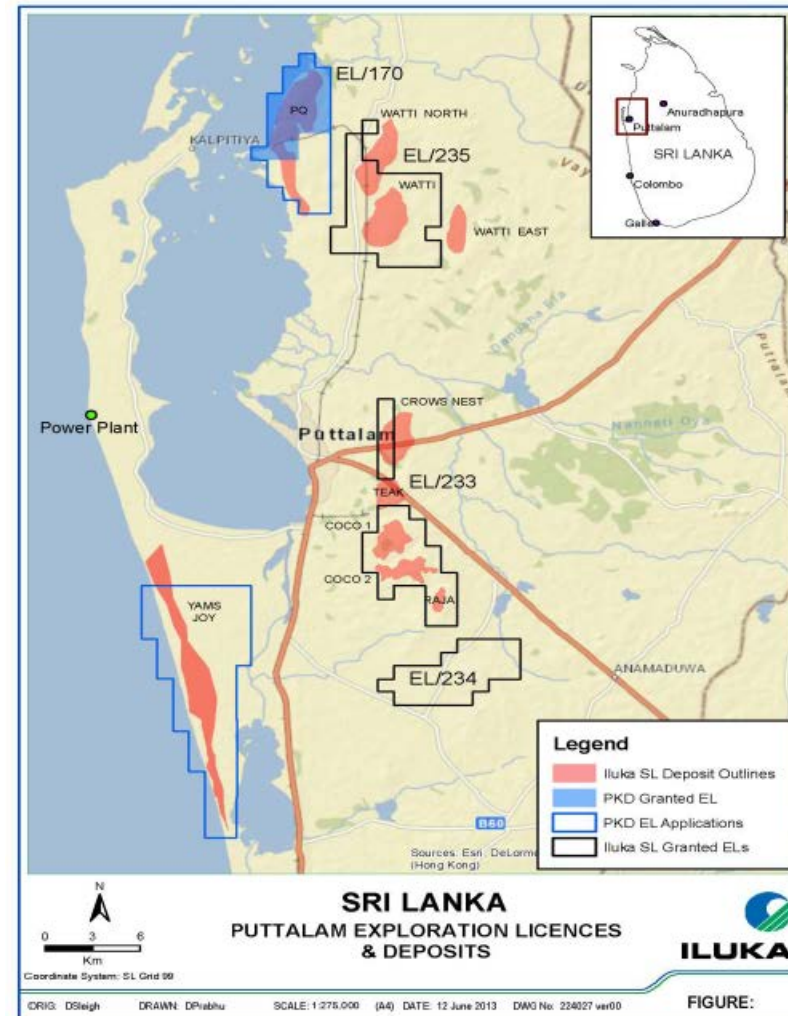 EL/170
PQ
WATTI NORTH
KALPITIYA
EL/235
WATTI
WATTI EAST
Anuradhapura
Puttalam
SRI LANKA
Colombo
Galle
CROWS NEST
Power Plant
Puttalam
EL/233
TEAK
COCO 1
COCO 2
RAJA
YAMS
JOY
EL/234
ANAMADUWA
Nanneti Oya
B60
Legend
Iluka SL Deposit Outlines
PKD Granted EL
PKD EL Applications
Iluka SL Granted ELs
Sources: Esri, DeLorme
(Hong Kong)
N
0 3 6
Km
Coordinate System: SL Grid 99
SRI LANKA
PUTTALAM EXPLORATION LICENCES
& DEPOSITS
ILUKA
ORIG: DSleigh DRAWN: DPrabhu SCALE: 1:275,000 (A4) DATE: 12 June 2013 DWG No: 224027 ver00 FIGURE: